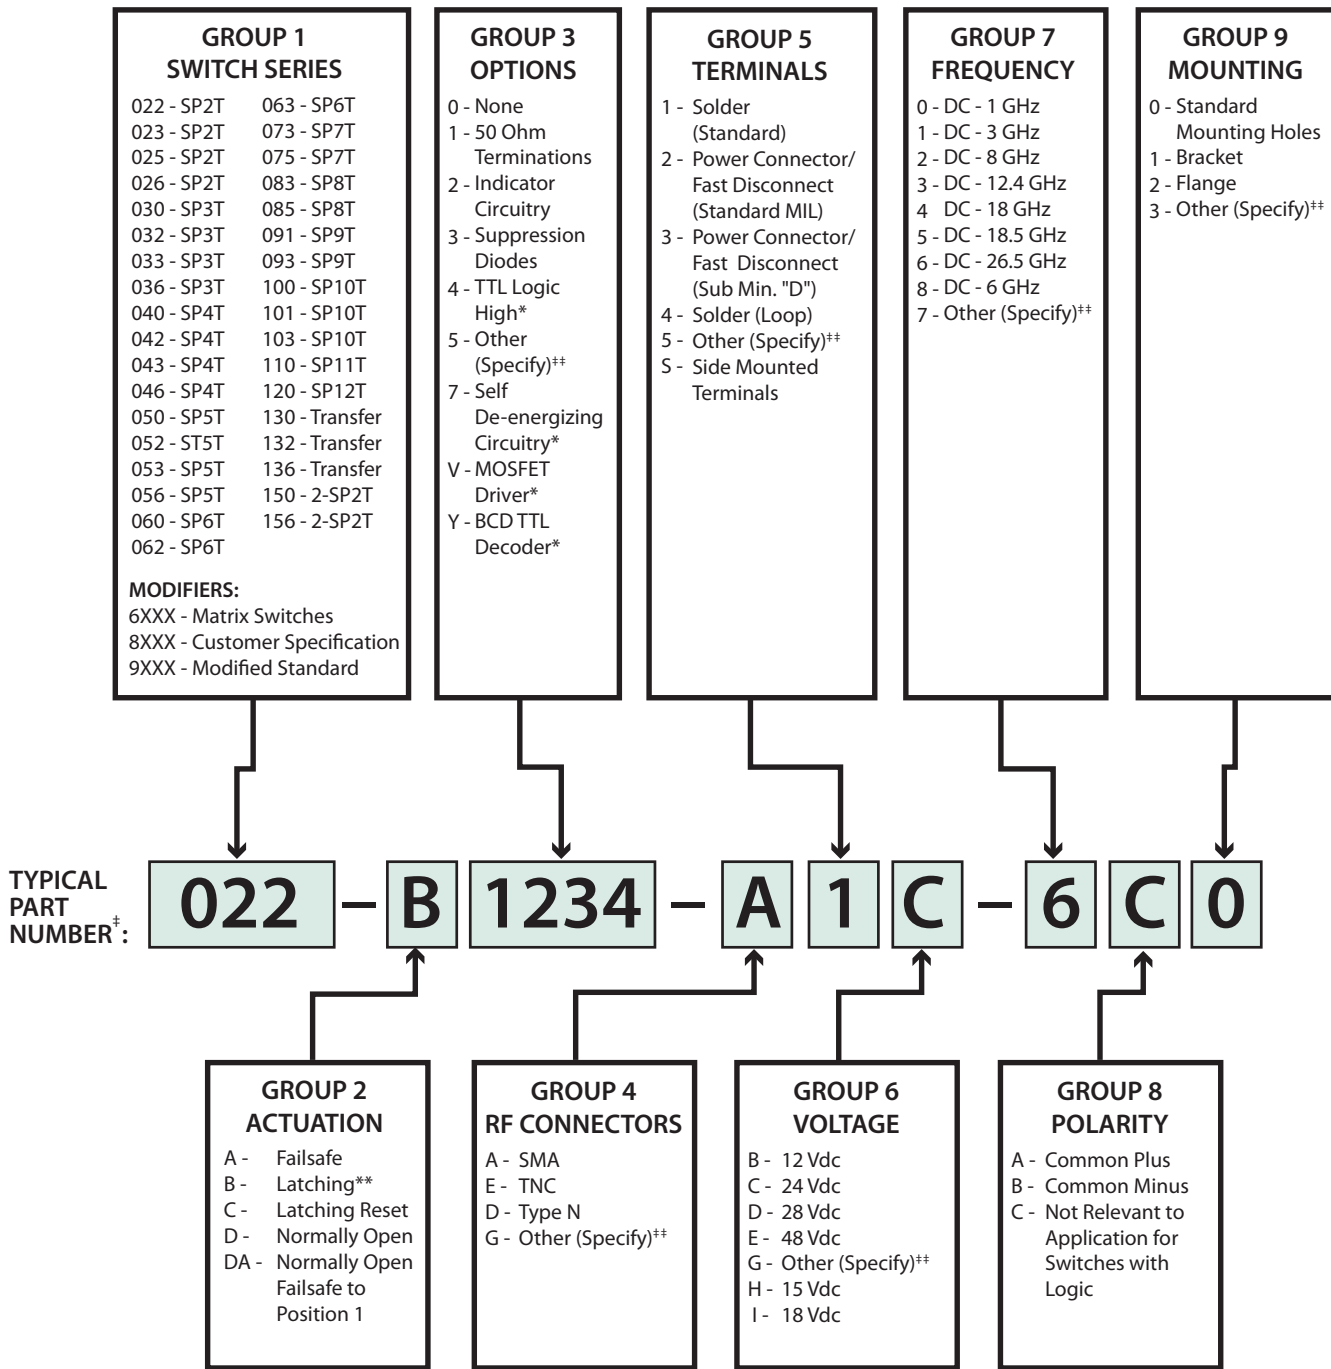 GROUP 1
SWITCH SERIES
022 - SP2T
023 - SP2T
025 - SP2T
026 - SP2T
030 - SP3T
032 - SP3T
033 - SP3T
036 - SP3T
040 - SP4T
042 - SP4T
043 - SP4T
046 - SP4T
050 - SP5T
052 - ST5T
053 - SP5T
056 - SP5T
060 - SP6T
062 - SP6T
063 - SP6T
073 - SP7T
075 - SP7T
083 - SP8T
085 - SP8T
091 - SP9T
093 - SP9T
100 - SP10T
101 - SP10T
103 - SP10T
110 - SP11T
120 - SP12T
130 - Transfer
132 - Transfer
136 - Transfer
150 - 2-SP2T
156 - 2-SP2T
MODIFIERS:
6XXX - Matrix Switches
8XXX - Customer Specification
9XXX - Modified Standard
GROUP 3
OPTIONS
0 - None
1 - 50 Ohm
Terminations
2 - Indicator
Circuitry
3 - Suppression
Diodes
4 - TTL Logic
High*
5 - Other
(Specify)‡‡
7 - Self
De-energizing
Circuitry*
V - MOSFET
Driver*
Y - BCD TTL
Decoder*
GROUP 5
TERMINALS
1 - Solder
(Standard)
2 - Power Connector/
Fast Disconnect
(Standard MIL)
3 - Power Connector/
Fast Disconnect
(Sub Min. "D")
4 - Solder (Loop)
5 - Other (Specify)‡‡
S - Side Mounted
Terminals
GROUP 7
FREQUENCY
0 - DC - 1 GHz
1 - DC - 3 GHz
2 - DC - 8 GHz
3 - DC - 12.4 GHz
4 DC - 18 GHz
5 - DC - 18.5 GHz
6 - DC - 26.5 GHz
8 - DC - 6 GHz
7 - Other (Specify)‡‡
GROUP 9
MOUNTING
0 - Standard
Mounting Holes
1 - Bracket
2 - Flange
3 - Other (Specify)‡‡
TYPICAL
PART
NUMBER‡:
022 – B 1234 – A 1 C – 6 C 0
GROUP 2
ACTUATION
A - Failsafe
B - Latching**
C - Latching Reset
D - Normally Open
DA - Normally Open
Failsafe to
Position 1
GROUP 4
RF CONNECTORS
A - SMA
E - TNC
D - Type N
G - Other (Specify)‡‡
GROUP 6
VOLTAGE
B - 12 Vdc
C - 24 Vdc
D - 28 Vdc
E - 48 Vdc
G - Other (Specify)‡‡
H - 15 Vdc
I - 18 Vdc
GROUP 8
POLARITY
A - Common Plus
B - Common Minus
C - Not Relevant to
Application for
Switches with
Logic